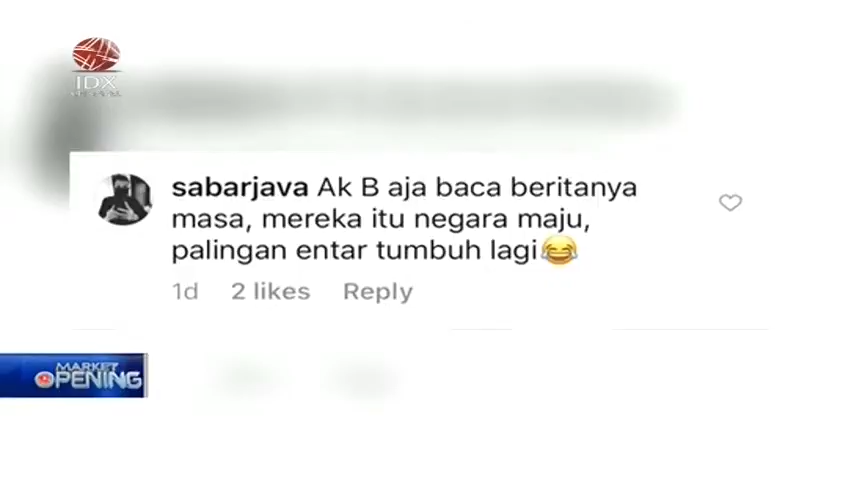 IDX
sabarjava Ak B aja baca beritanya
masa, mereka itu negara maju,
palingan entar tumbuh lagi😂
1d 2 likes Reply
MARKET
OPENING